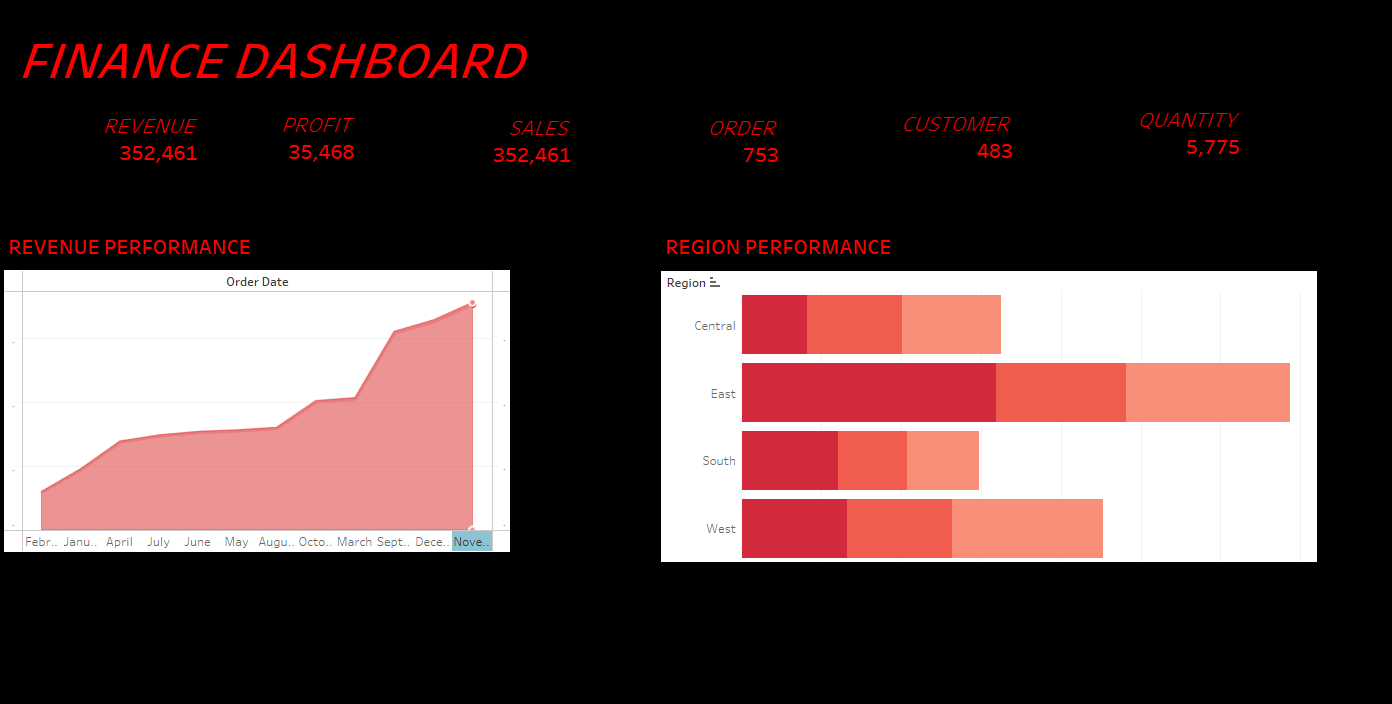 FINANCE DASHBOARD
REVENUE PROFIT SALES ORDER CUSTOMER QUANTITY
352,461 35,468 352,461 753 483 5,775
REVENUE PERFORMANCE
Order Date
Febr.. Janu.. April July June May Augu.. Octo.. March Sept.. Dece.. Nove..
REGION PERFORMANCE
Region
Central
East
South
West